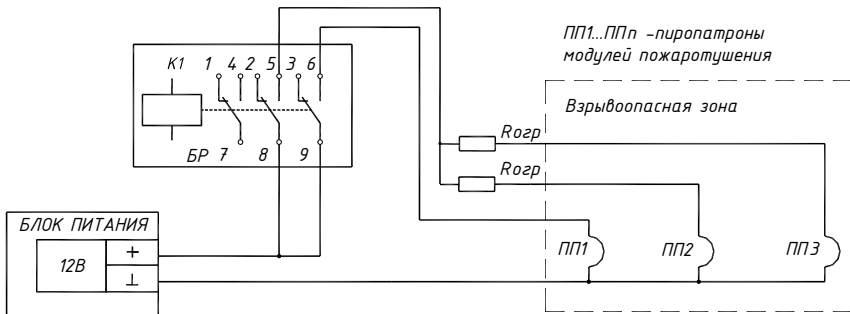 ПП1...ППn -пиропатроны
модулей пожаротушения
К1 1 4 2 5 3 6
Взрывоопасная зона
Rогр
БР 7 8 9
Rогр
БЛОК ПИТАНИЯ
12В +
⊥
ПП1 ПП2 ПП3